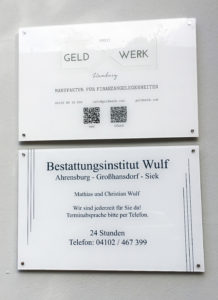 GELD WERK
Hamburg
MANUFAKTUR FÜR FINANZANGELEGENHEITEN
Bestattungsinstitut Wulf
Ahrensburg - Großhansdorf - Siek
Mathias und Christian Wulf
Wir sind jederzeit für Sie da!
Terminabsprache bitte per Telefon.
24 Stunden
Telefon: 04102 / 467 399